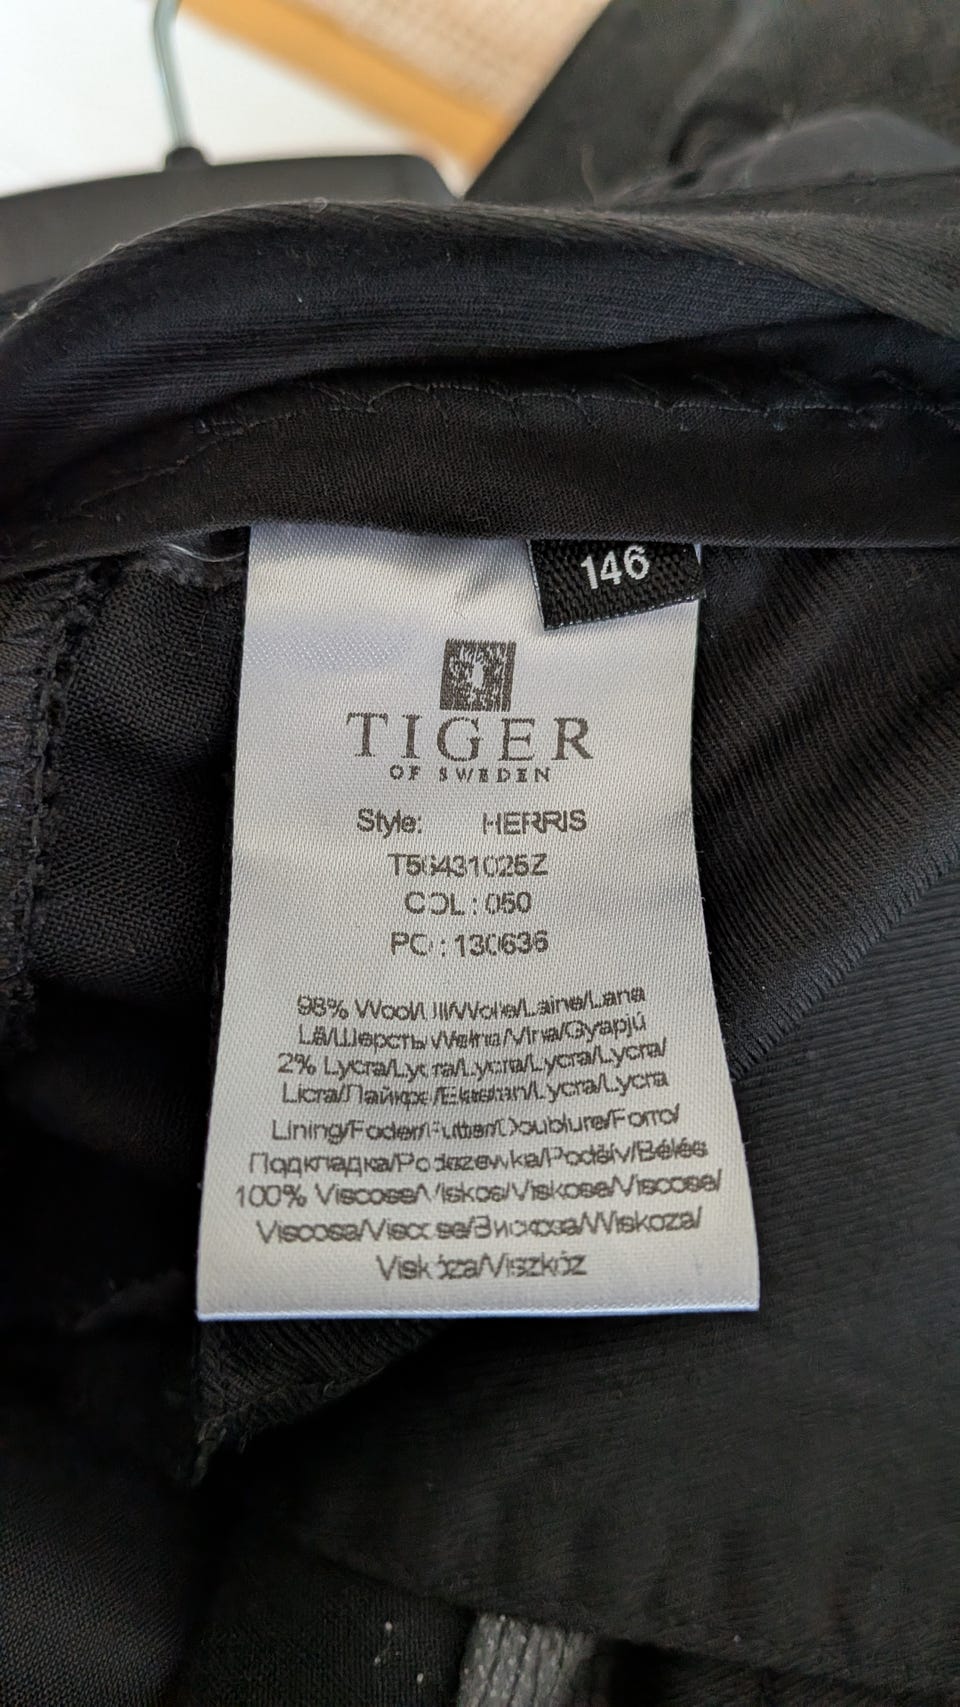 146
TIGER
OF SWEDEN
Style: HERRIS
T56431025Z
COL : 050
PO : 130636
98% Wool/Ull/Wolle/Laine/Lana
Lã/Шерсть/Wełna/Vlna/Gyapjú
2% Lycra/Lycra/Lycra/Lycra/Lycra/
Licra/Лайкра/Elastan/Lycra/Lycra
Lining/Foder/Futter/Doublure/Forro/
Подкладка/Podszewka/Podšív/Bélés
100% Viscose/Viskos/Viskose/Viscose/
Viscosa/Viscose/Вискоза/Wiskoza/
Viskóza/Viszkóz